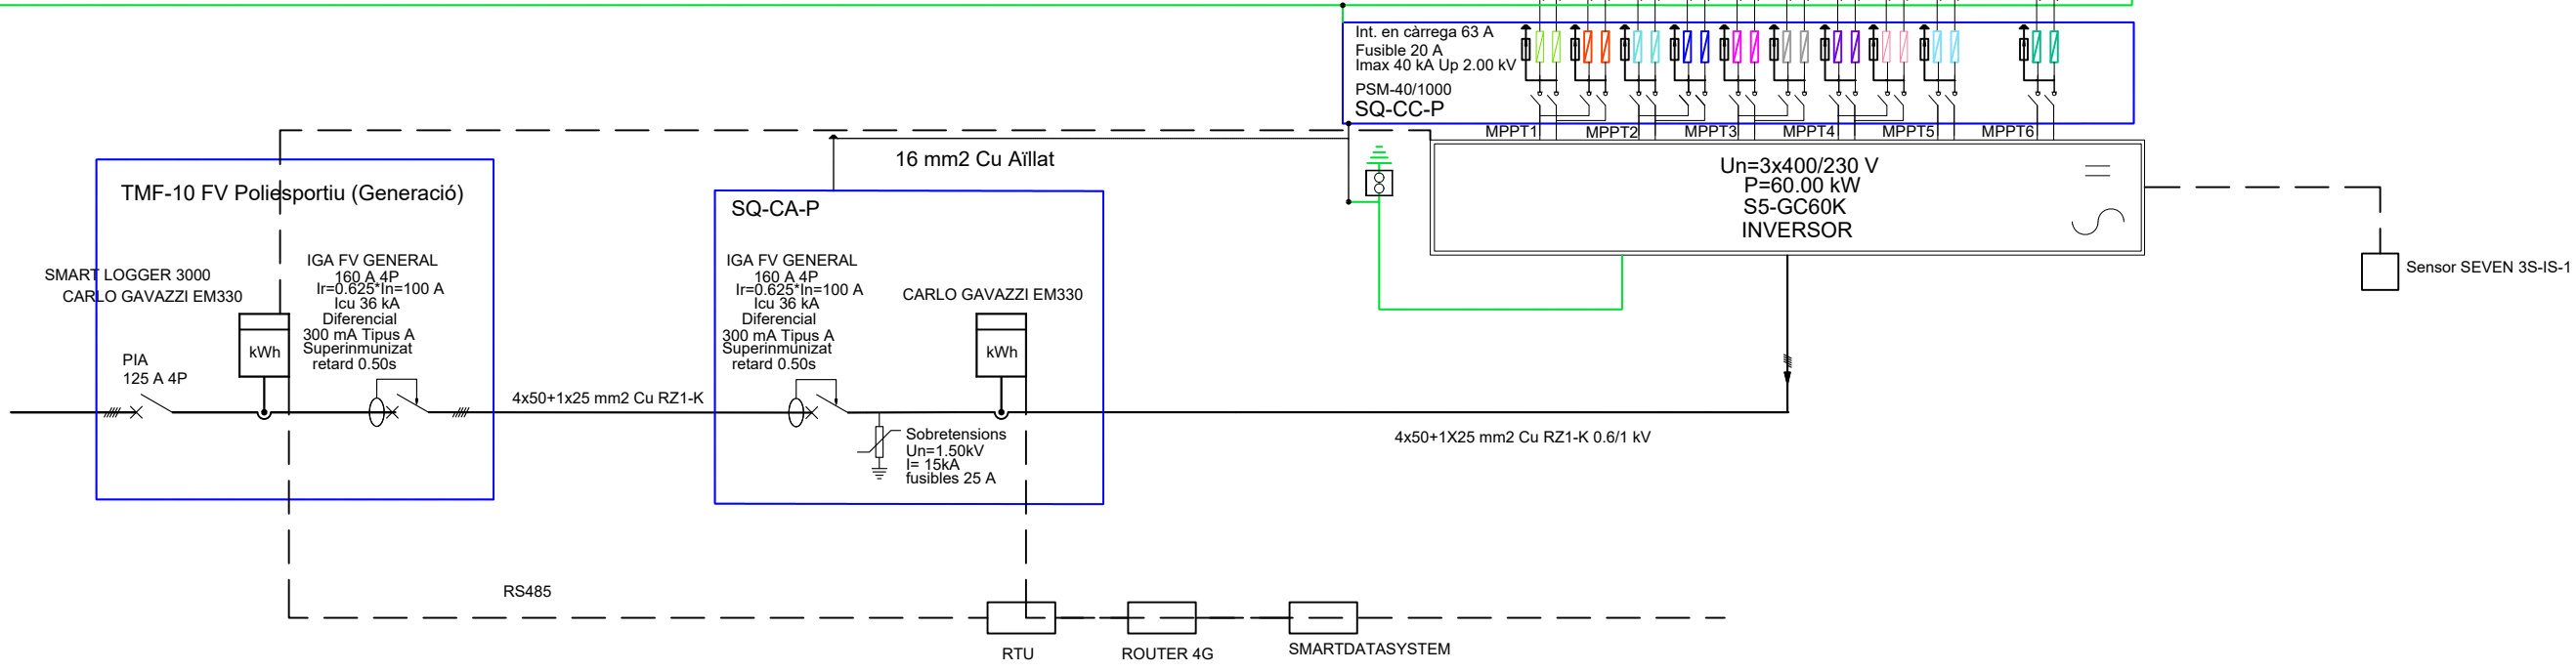 Int. en càrrega 63 A
Fusible 20 A
Imax 40 kA Up 2.00 kV
PSM-40/1000
SQ-CC-P
MPPT1
MPPT2
MPPT3
MPPT4
MPPT5
MPPT6
16 mm2 Cu Aïllat
Un=3x400/230 V
P=60.00 kW
S5-GC60K
INVERSOR
Sensor SEVEN 3S-IS-1
TMF-10 FV Poliesportiu (Generació)
SMART LOGGER 3000
CARLO GAVAZZI EM330
kWh
IGA FV GENERAL
160 A 4P
Ir=0.625*In=100 A
Icu 36 kA
Diferencial
300 mA Tipus A
Superinmunizat
retard 0.50s
PIA
125 A 4P
4x50+1x25 mm2 Cu RZ1-K
SQ-CA-P
IGA FV GENERAL
160 A 4P
Ir=0.625*In=100 A
Icu 36 kA
Diferencial
300 mA Tipus A
Superinmunizat
retard 0.50s
CARLO GAVAZZI EM330
kWh
Sobretensions
Un=1.50kV
I= 15kA
fusibles 25 A
4x50+1X25 mm2 Cu RZ1-K 0.6/1 kV
RS485
RTU
ROUTER 4G
SMARTDATASYSTEM